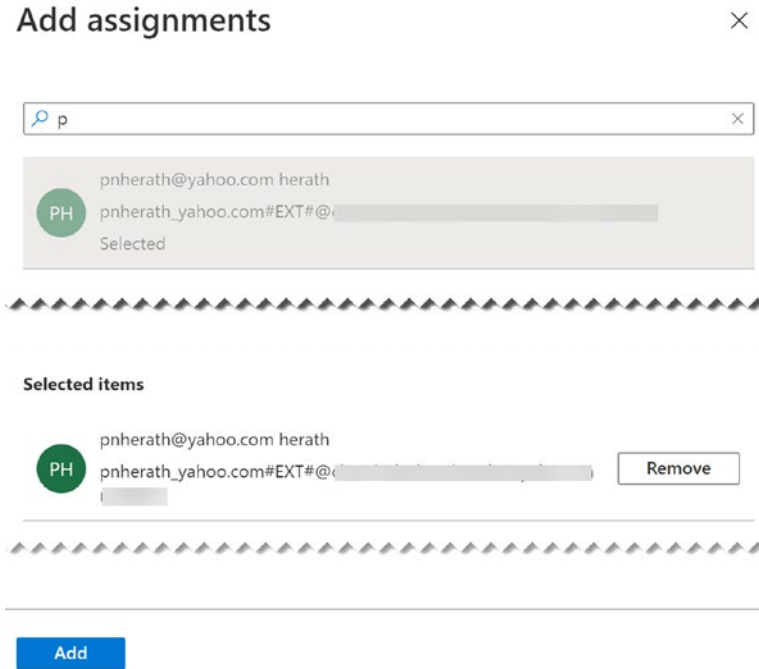 Add assignments
p
PH
pnherath@yahoo.com herath
pnherath_yahoo.com#EXT#@
Selected
Selected items
PH
pnherath@yahoo.com herath
pnherath_yahoo.com#EXT#@
Remove
Add